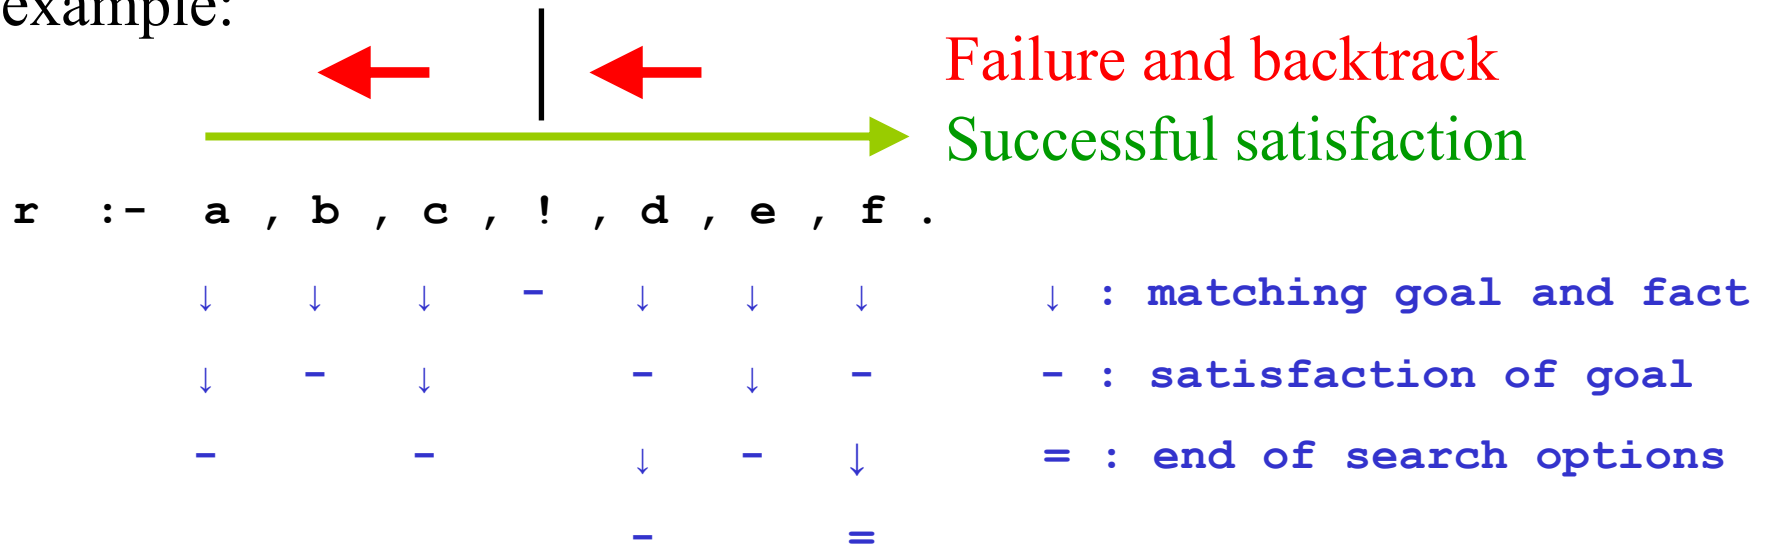 example:
Failure and backtrack
Successful satisfaction
r :- a , b , c , ! , d , e , f .
↓ ↓ ↓ - ↓ ↓ ↓ ↓ : matching goal and fact
↓ - ↓ - ↓ - - : satisfaction of goal
- - ↓ - ↓ = : end of search options
- =